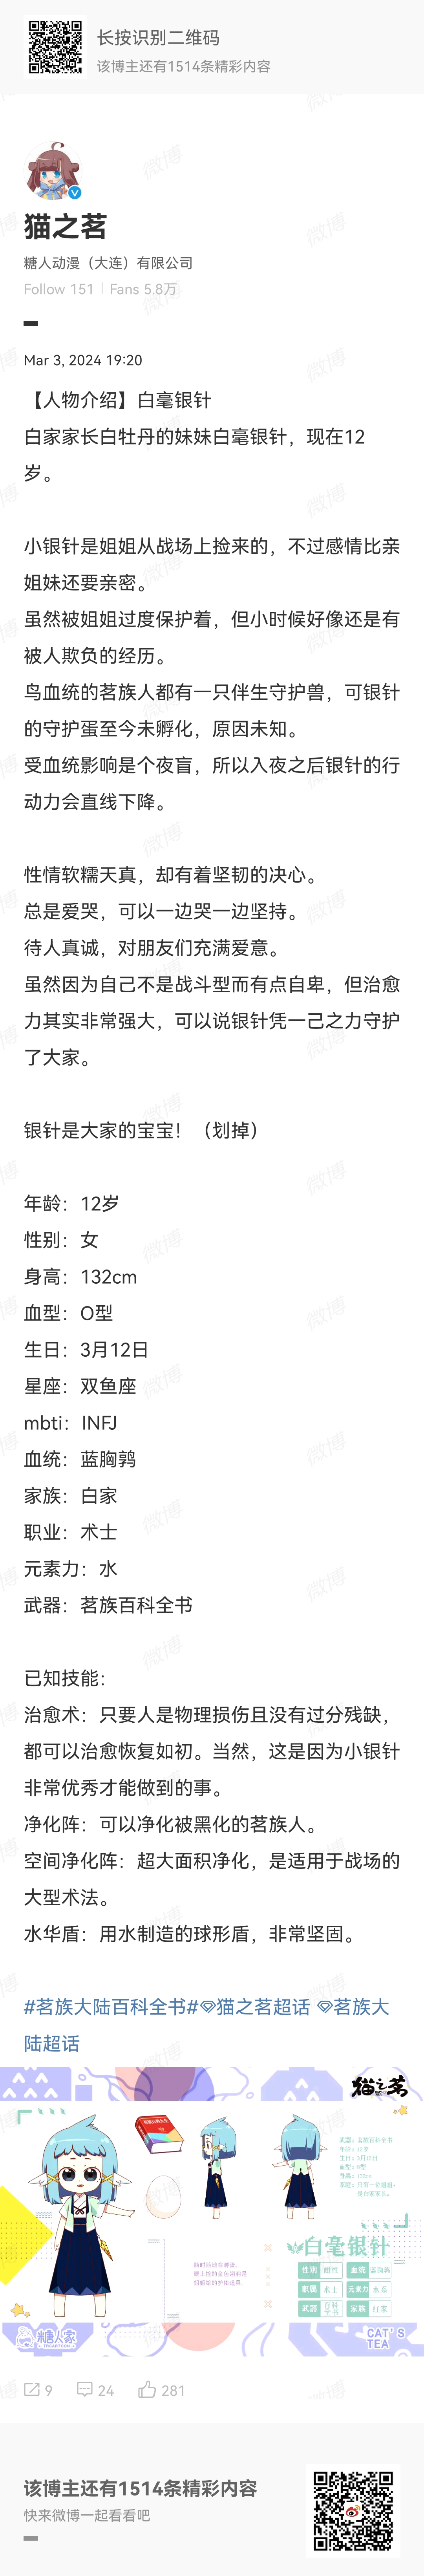 长按识别二维码
该博主还有1514条精彩内容
猫之茗
糖人动漫（大连）有限公司
Follow 151 | Fans 5.8万
Mar 3, 2024 19:20
【人物介绍】白毫银针
白家家长白牡丹的妹妹白毫银针，现在12
岁。
小银针是姐姐从战场上捡来的，不过感情比亲
姐妹还要亲密。
虽然被姐姐过度保护着，但小时候好像还是有
被人欺负的经历。
鸟血统的茗族人都有一只伴生守护兽，可银针
的守护蛋至今未孵化，原因未知。
受血统影响是个夜盲，所以入夜之后银针的行
动力会直线下降。
性情软糯天真，却有着坚韧的决心。
总是爱哭，可以一边哭一边坚持。
待人真诚，对朋友们充满爱意。
虽然因为自己不是战斗型而有点自卑，但治愈
力其实非常强大，可以说银针凭一己之力守护
了大家。
银针是大家的宝宝！（划掉）
年龄：12岁
性别：女
身高：132cm
血型：O型
生日：3月12日
星座：双鱼座
mbti：INFJ
血统：蓝胸鹑
家族：白家
职业：术士
元素力：水
武器：茗族百科全书
已知技能：
治愈术：只要人是物理损伤且没有过分残缺，
都可以治愈恢复如初。当然，这是因为小银针
非常优秀才能做到的事。
净化阵：可以净化被黑化的茗族人。
空间净化阵：超大面积净化，是适用于战场的
大型术法。
水华盾：用水制造的球形盾，非常坚固。
#茗族大陆百科全书#猫之茗超话 茗族大
陆超话
猫之茗
白毫银针
性别
血统
职属 术士
元素力
武器 百科全书
家族
糖人家
CAT'S
TEA
9 24 281
该博主还有1514条精彩内容
快来微博一起看看吧